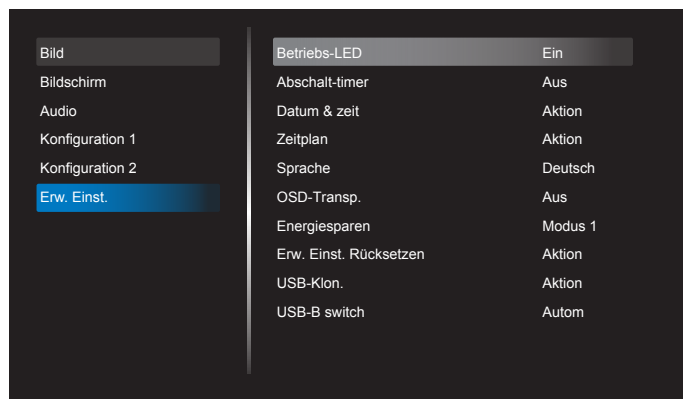 Bild
Bildschirm
Audio
Konfiguration 1
Konfiguration 2
Erw. Einst.
Betriebs-LED Ein
Abschalt-timer Aus
Datum & zeit Aktion
Zeitplan Aktion
Sprache Deutsch
OSD-Transp. Aus
Energiesparen Modus 1
Erw. Einst. Rücksetzen Aktion
USB-Klon. Aktion
USB-B switch Autom